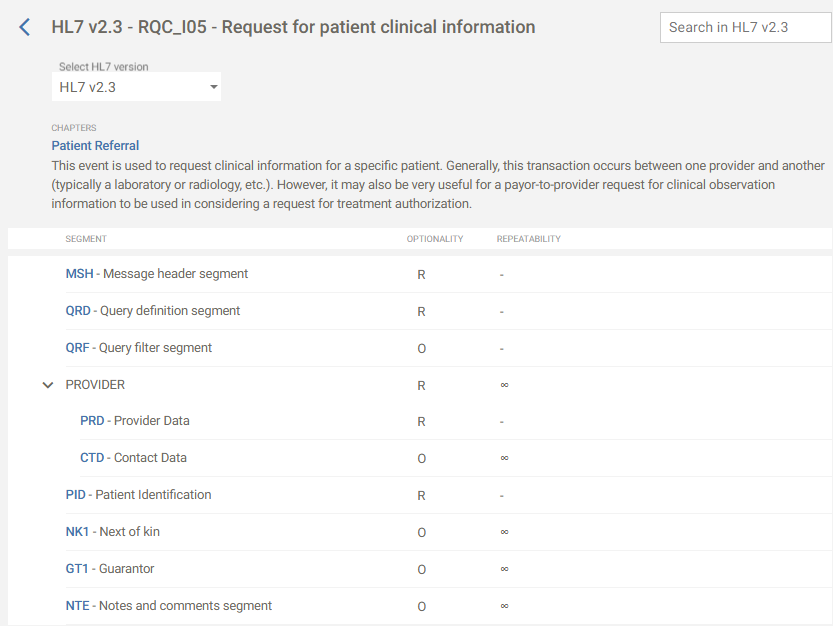 HL7 v2.3 - RQC_I05 - Request for patient clinical information
Search in HL7 v2.3
Select HL7 version
HL7 v2.3
CHAPTERS
Patient Referral
This event is used to request clinical information for a specific patient. Generally, this transaction occurs between one provider and another
(typically a laboratory or radiology, etc.). However, it may also be very useful for a payor-to-provider request for clinical observation
information to be used in considering a request for treatment authorization.
SEGMENT OPTIONALITY REPEATABILITY
MSH - Message header segment R -
QRD - Query definition segment R -
QRF - Query filter segment O -
PROVIDER R ∞
PRD - Provider Data R -
CTD - Contact Data O ∞
PID - Patient Identification R -
NK1 - Next of kin O ∞
GT1 - Guarantor O ∞
NTE - Notes and comments segment O ∞